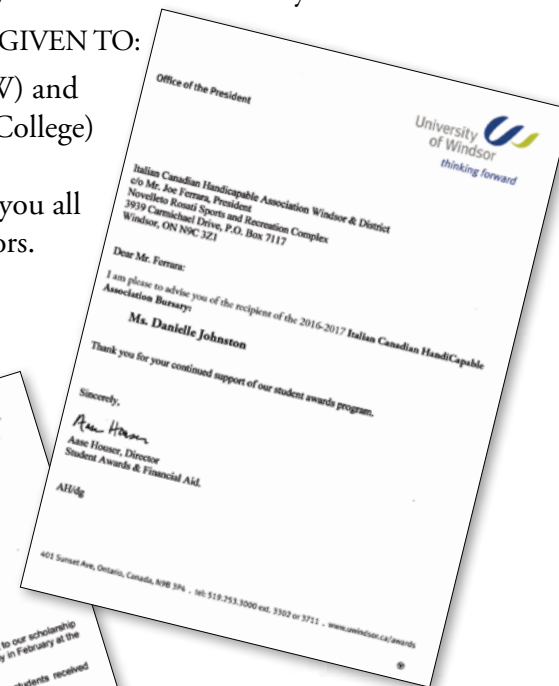 GIVEN TO:
W) and
College)
you all
ors.
Office of the President
University
of Windsor
thinking forward
Italian Canadian Handicapable Association Windsor & District
c/o Mr. Joe Ferrara, President
Novelleto Rosati Sports and Recreation Complex
3939 Carmichael Drive, P.O. Box 7117
Windsor, ON N9C 3Z1
Dear Mr. Ferrara:
I am please to advise you of the recipient of the 2016-2017 Italian Canadian HandiCapable
Association Bursary:
Ms. Danielle Johnston
Thank you for your continued support of our student awards program.
Sincerely,
Aase Houser
Aase Houser, Director
Student Awards & Financial Aid.
AH/dg
401 Sunset Ave, Ontario, Canada, N9B 3P4 . tel: 519.253.3000 ext. 3302 or 3711 . www.uwindsor.ca/awards
to our scholarship
y in February at the
students received